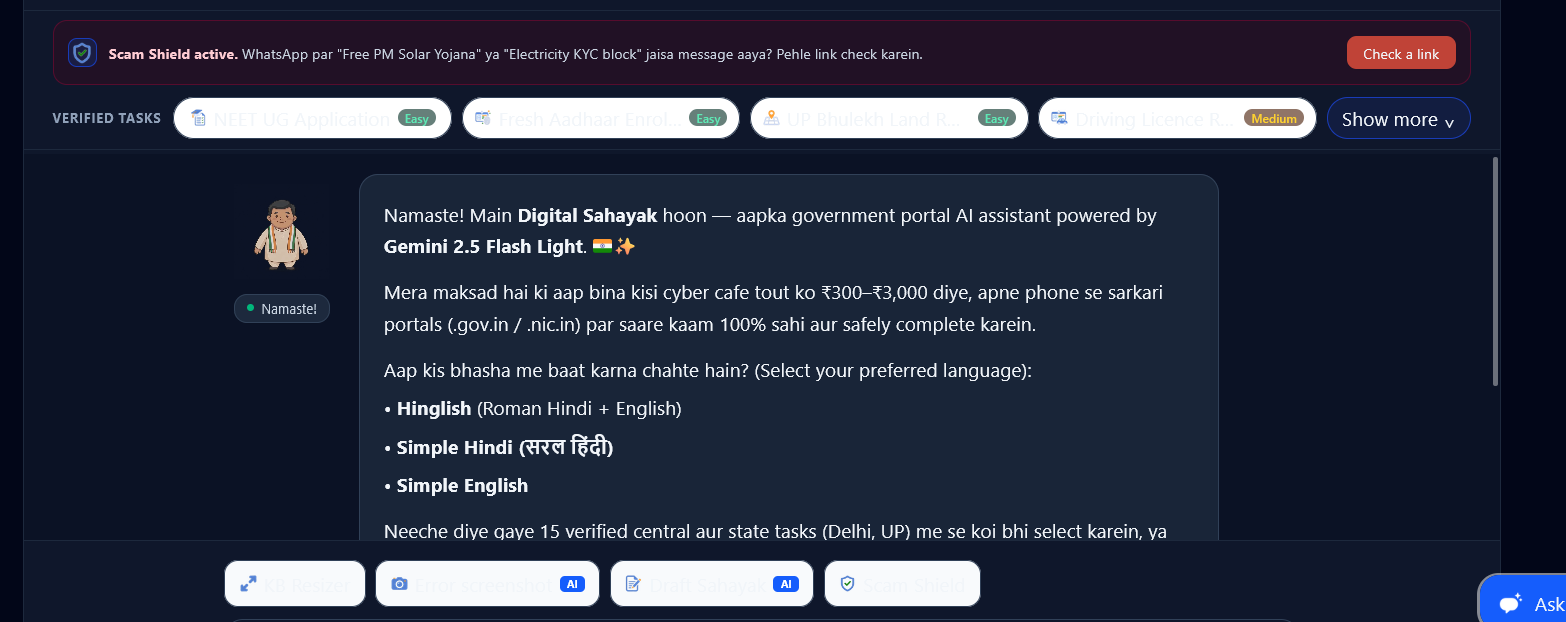 Scam Shield active. WhatsApp par "Free PM Solar Yojana" ya "Electricity KYC block" jaisa message aaya? Pehle link check karein.
Check a link
VERIFIED TASKS
NEET UG Application
Easy
Fresh Aadhaar Enrol...
Easy
UP Bhulekh Land R...
Easy
Driving Licence R...
Medium
Show more
Namaste! Main Digital Sahayak hoon — aapka government portal AI assistant powered by
Gemini 2.5 Flash Light. 🇮🇳✨
Namaste!
Mera maksad hai ki aap bina kisi cyber cafe tout ko ₹300–₹3,000 diye, apne phone se sarkari
portals (.gov.in / .nic.in) par saare kaam 100% sahi aur safely complete karein.
Aap kis bhasha me baat karna chahte hain? (Select your preferred language):
• Hinglish (Roman Hindi + English)
• Simple Hindi (सरल हिंदी)
• Simple English
Neeche diye gaye 15 verified central aur state tasks (Delhi, UP) me se koi bhi select karein, ya
KB Resizer
Error screenshot
AI
Draft Sahayak
AI
Scam Shield
Ask